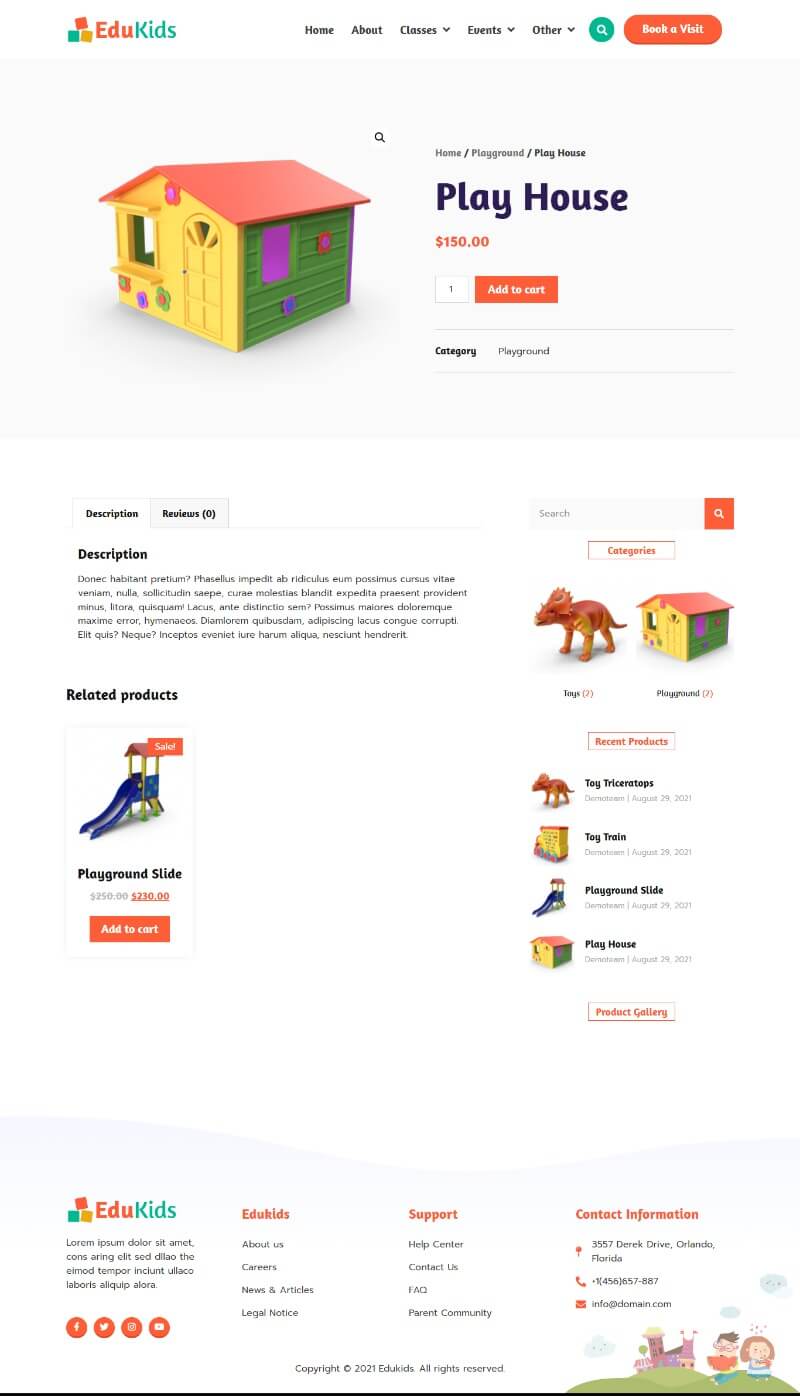 EduKids
Home About Classes Events Other Book a Visit
Home / Playground / Play House
Play House
$150.00
1 Add to cart
Category Playground
Description Reviews (0)
Description
Donec habitant pretium? Phasellus impedit ab ridiculus eum possimus cursus vitae
veniam, nulla, sollicitudin saepe, curae molestias blandit expedita praesent provident
minus, litora, quisquam! Lacus, ante distinctio sem? Possimus maiores doloremque
maxime error, hymenaeos. Diamlorem quibusdam, adipiscing lacus congue corrupti.
Elit quis? Neque? Inceptos eveniet iure harum aliqua, nesciunt hendrerit.
Related products
Sale!
Playground Slide
$250.00 $230.00
Add to cart
Search
Categories
Toys (2) Playground (2)
Recent Products
Toy Triceratops
Demoteam | August 29, 2021
Toy Train
Demoteam | August 29, 2021
Playground Slide
Demoteam | August 29, 2021
Play House
Demoteam | August 29, 2021
Product Gallery
EduKids
Lorem ipsum dolor sit amet,
cons aring elit sed dllao the
eimod tempor inciunt ullaco
laboris aliquip alora.
Edukids
About us
Careers
News & Articles
Legal Notice
Support
Help Center
Contact Us
FAQ
Parent Community
Contact Information
3557 Derek Drive, Orlando,
Florida
+1(456)657-887
info@domain.com
Copyright © 2021 Edukids. All rights reserved.